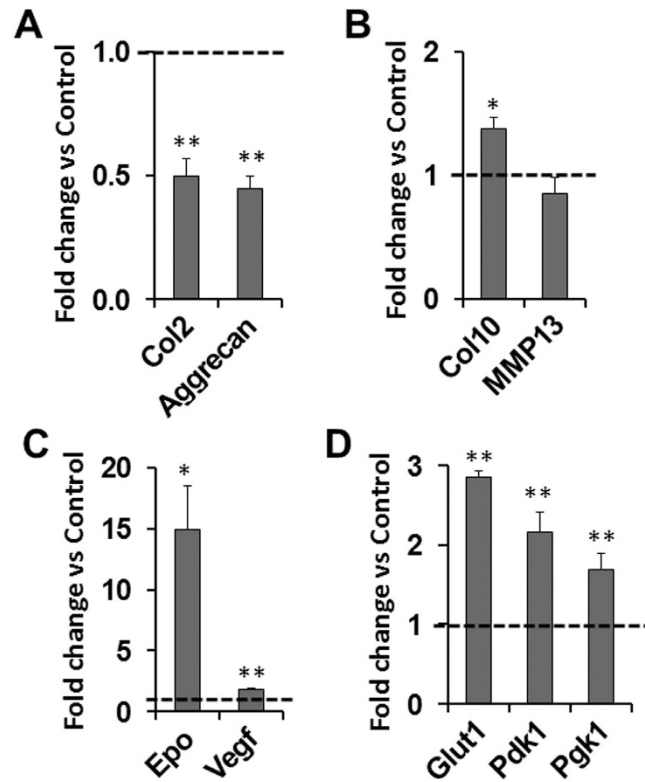 A
Fold change vs Control
1.0
0.5
0.0
**
**
Col2
Aggrecan
B
Fold change vs Control
2
1
0
*
Col10
MMP13
C
Fold change vs Control
20
15
10
5
0
*
**
Epo
Vegf
D
Fold change vs Control
3
2
1
0
**
**
**
Glut1
Pdk1
Pgk1